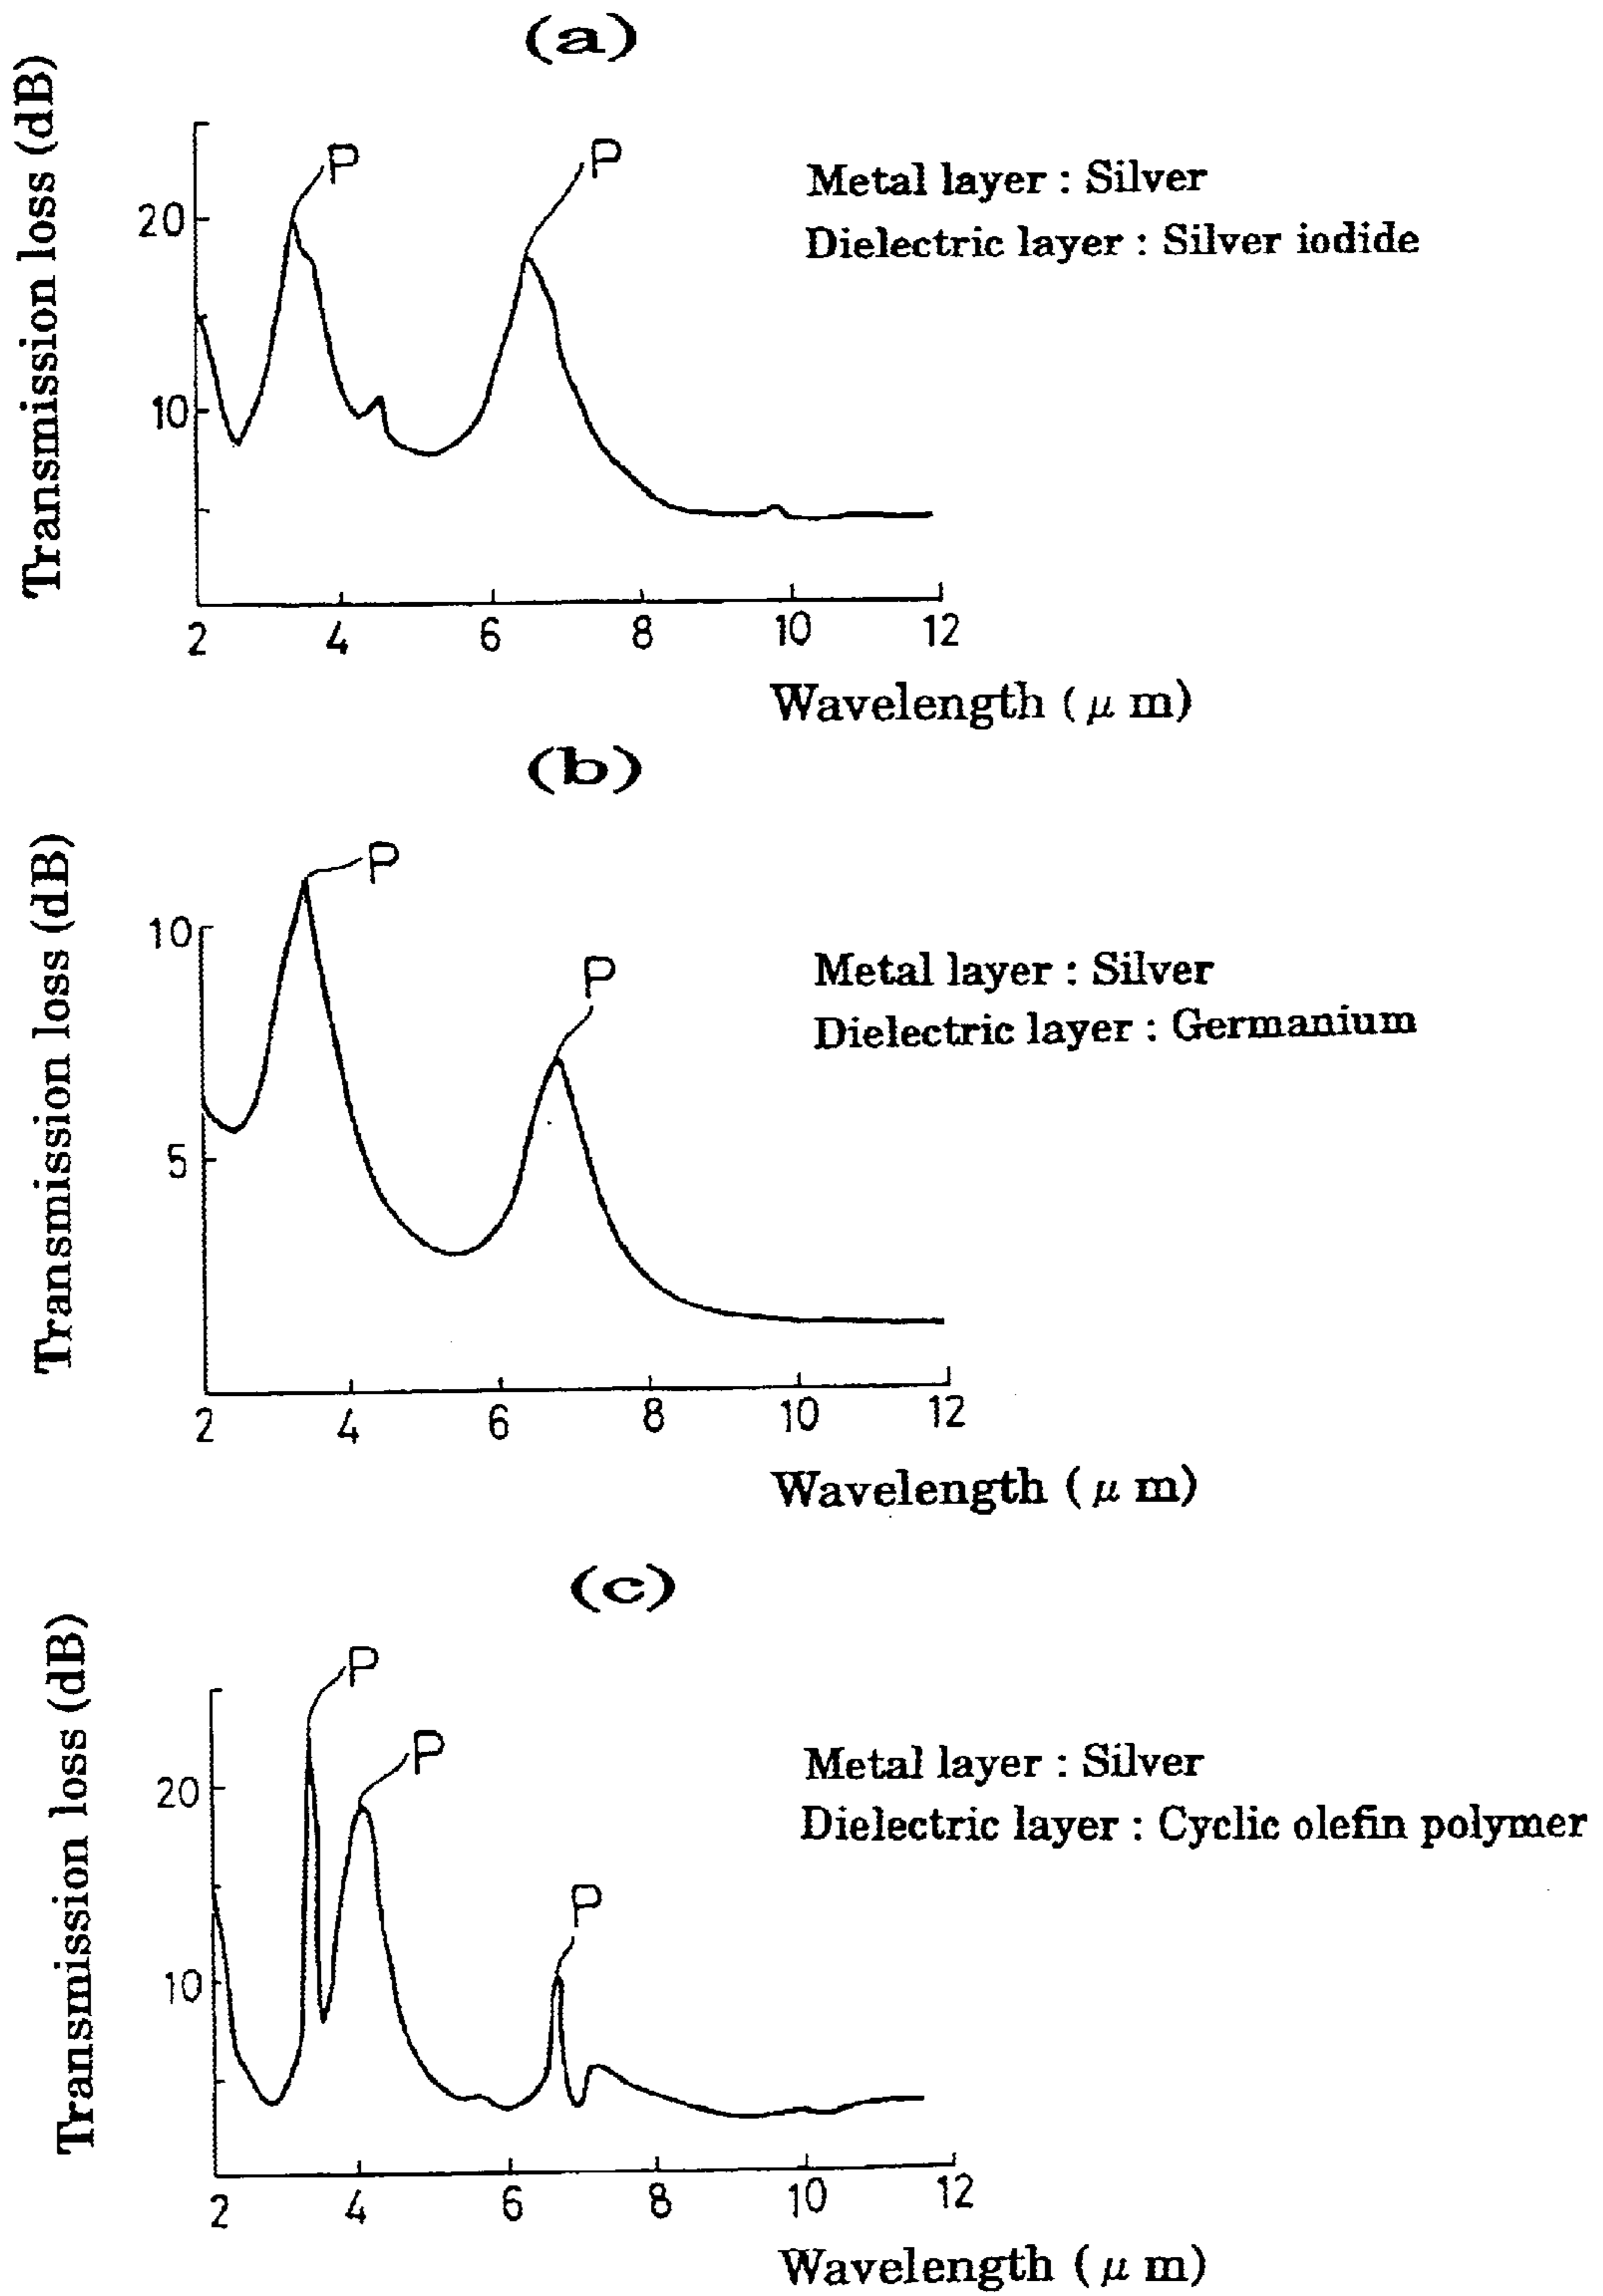 (a)
Transmission loss (dB)
P
P
Metal layer : Silver
Dielectric layer : Silver iodide
20
10
2 4 6 8 10 12
Wavelength (μ m)
(b)
Transmission loss (dB)
P
P
Metal layer : Silver
Dielectric layer : Germanium
10
5
2 4 6 8 10 12
Wavelength (μ m)
(c)
Transmission loss (dB)
P
P
P
Metal layer : Silver
Dielectric layer : Cyclic olefin polymer
20
10
2 4 6 8 10 12
Wavelength (μ m)